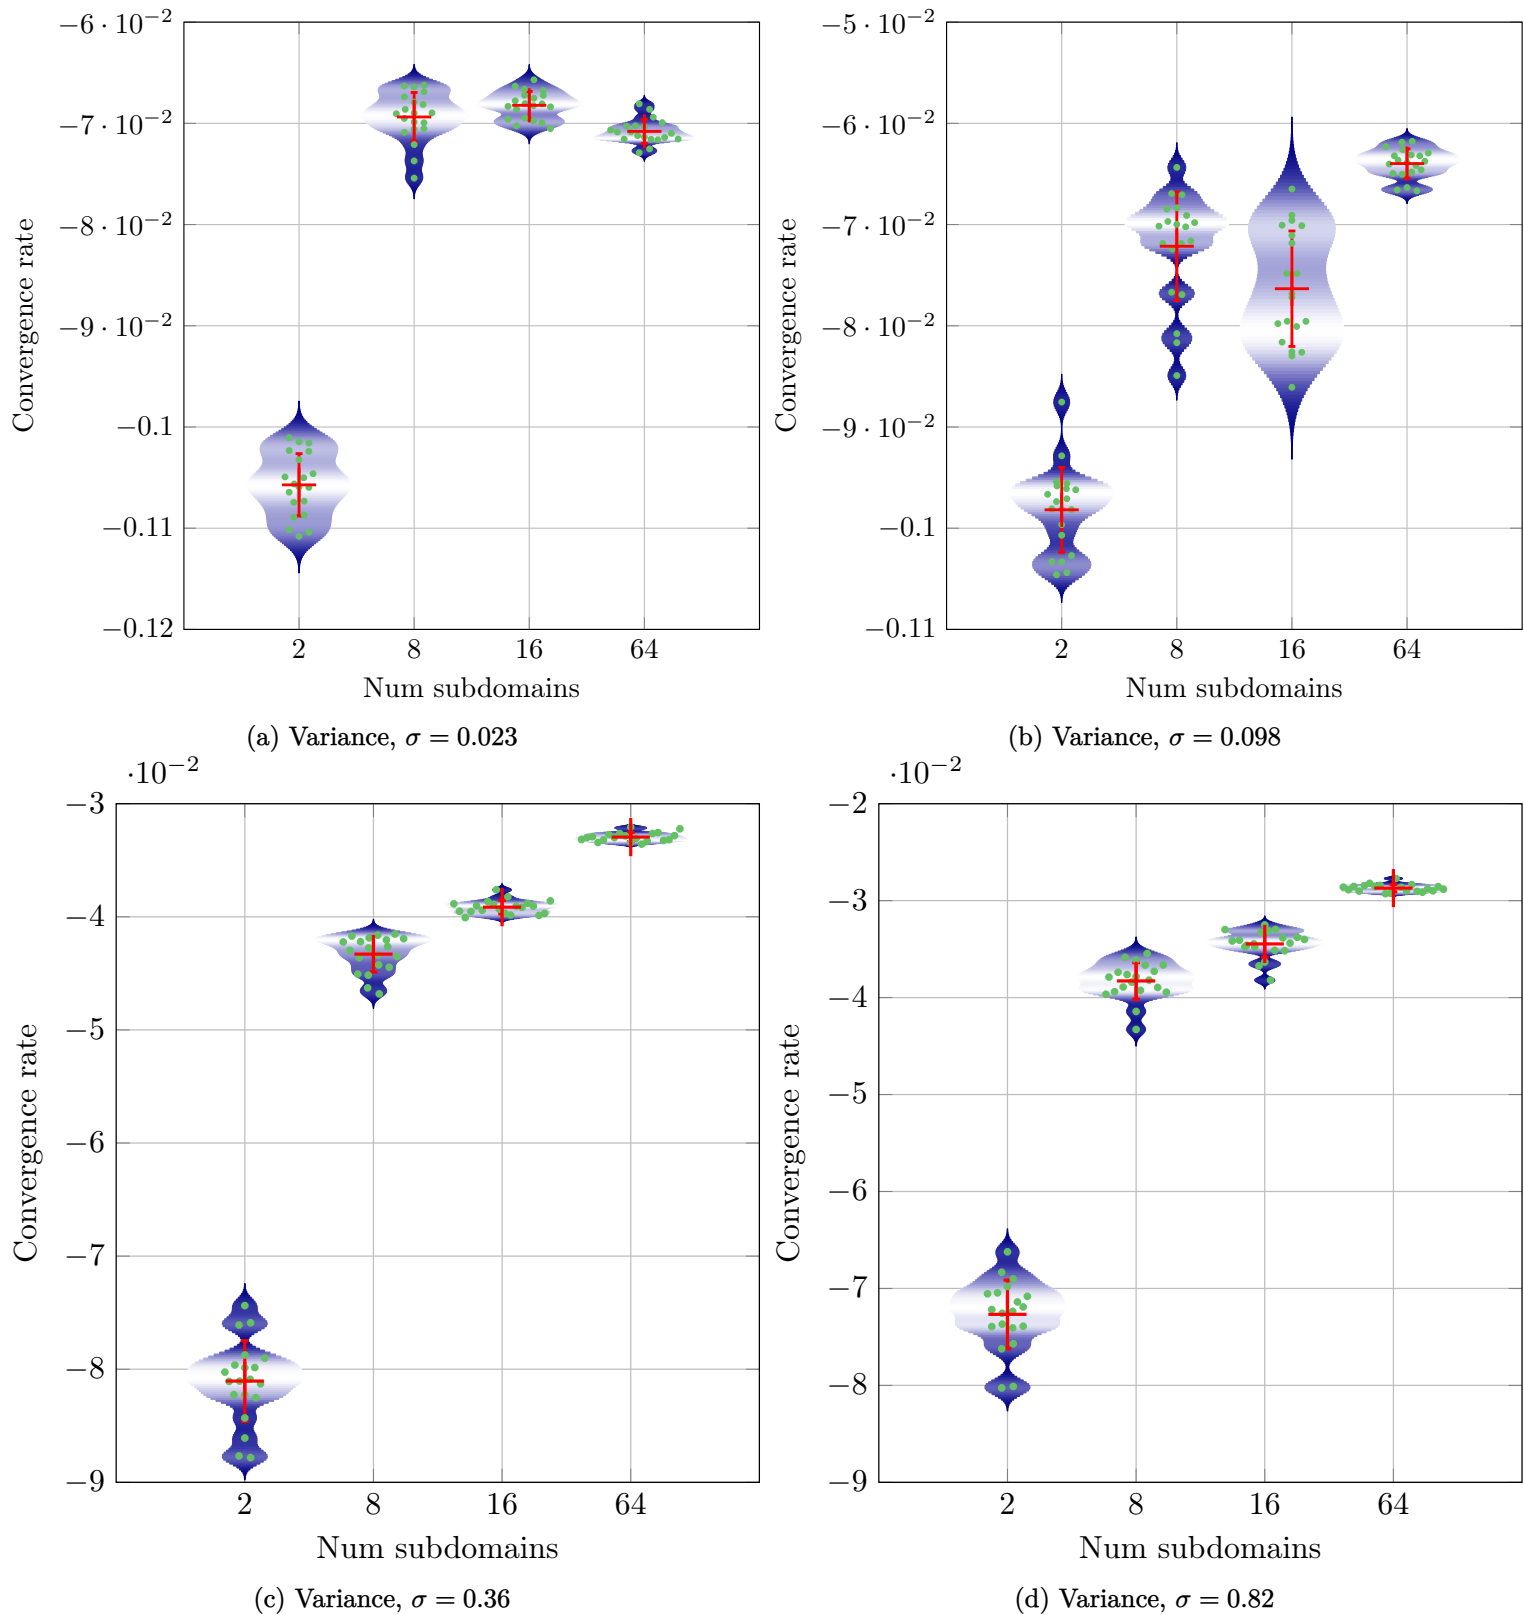 −6 · 10−2
−7 · 10−2
−8 · 10−2
−9 · 10−2
−0.1
−0.11
−0.12
Convergence rate
2 8 16 64
Num subdomains
(a) Variance, σ = 0.023
−5 · 10−2
−6 · 10−2
−7 · 10−2
−8 · 10−2
−9 · 10−2
−0.1
−0.11
Convergence rate
2 8 16 64
Num subdomains
(b) Variance, σ = 0.098
·10−2
−3
−4
−5
−6
−7
−8
−9
Convergence rate
2 8 16 64
Num subdomains
(c) Variance, σ = 0.36
·10−2
−2
−3
−4
−5
−6
−7
−8
−9
Convergence rate
2 8 16 64
Num subdomains
(d) Variance, σ = 0.82